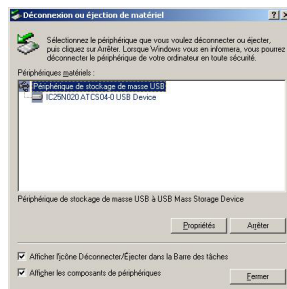 Déconnexion ou éjection de matériel
Sélectionnez le périphérique que vous voulez déconnecter ou éjecter,
puis cliquez sur Arrêter. Lorsque Windows vous en informera, vous pourrez
déconnecter le périphérique de votre ordinateur en toute sécurité.
Périphériques matériels :
Périphérique de stockage de masse USB
IC25N020 ATCS04-0 USB Device
Périphérique de stockage de masse USB à USB Mass Storage Device
Propriétés
Arrêter
Afficher l'icône Déconnecter/Éjecter dans la Barre des tâches
Afficher les composants de périphériques
Fermer